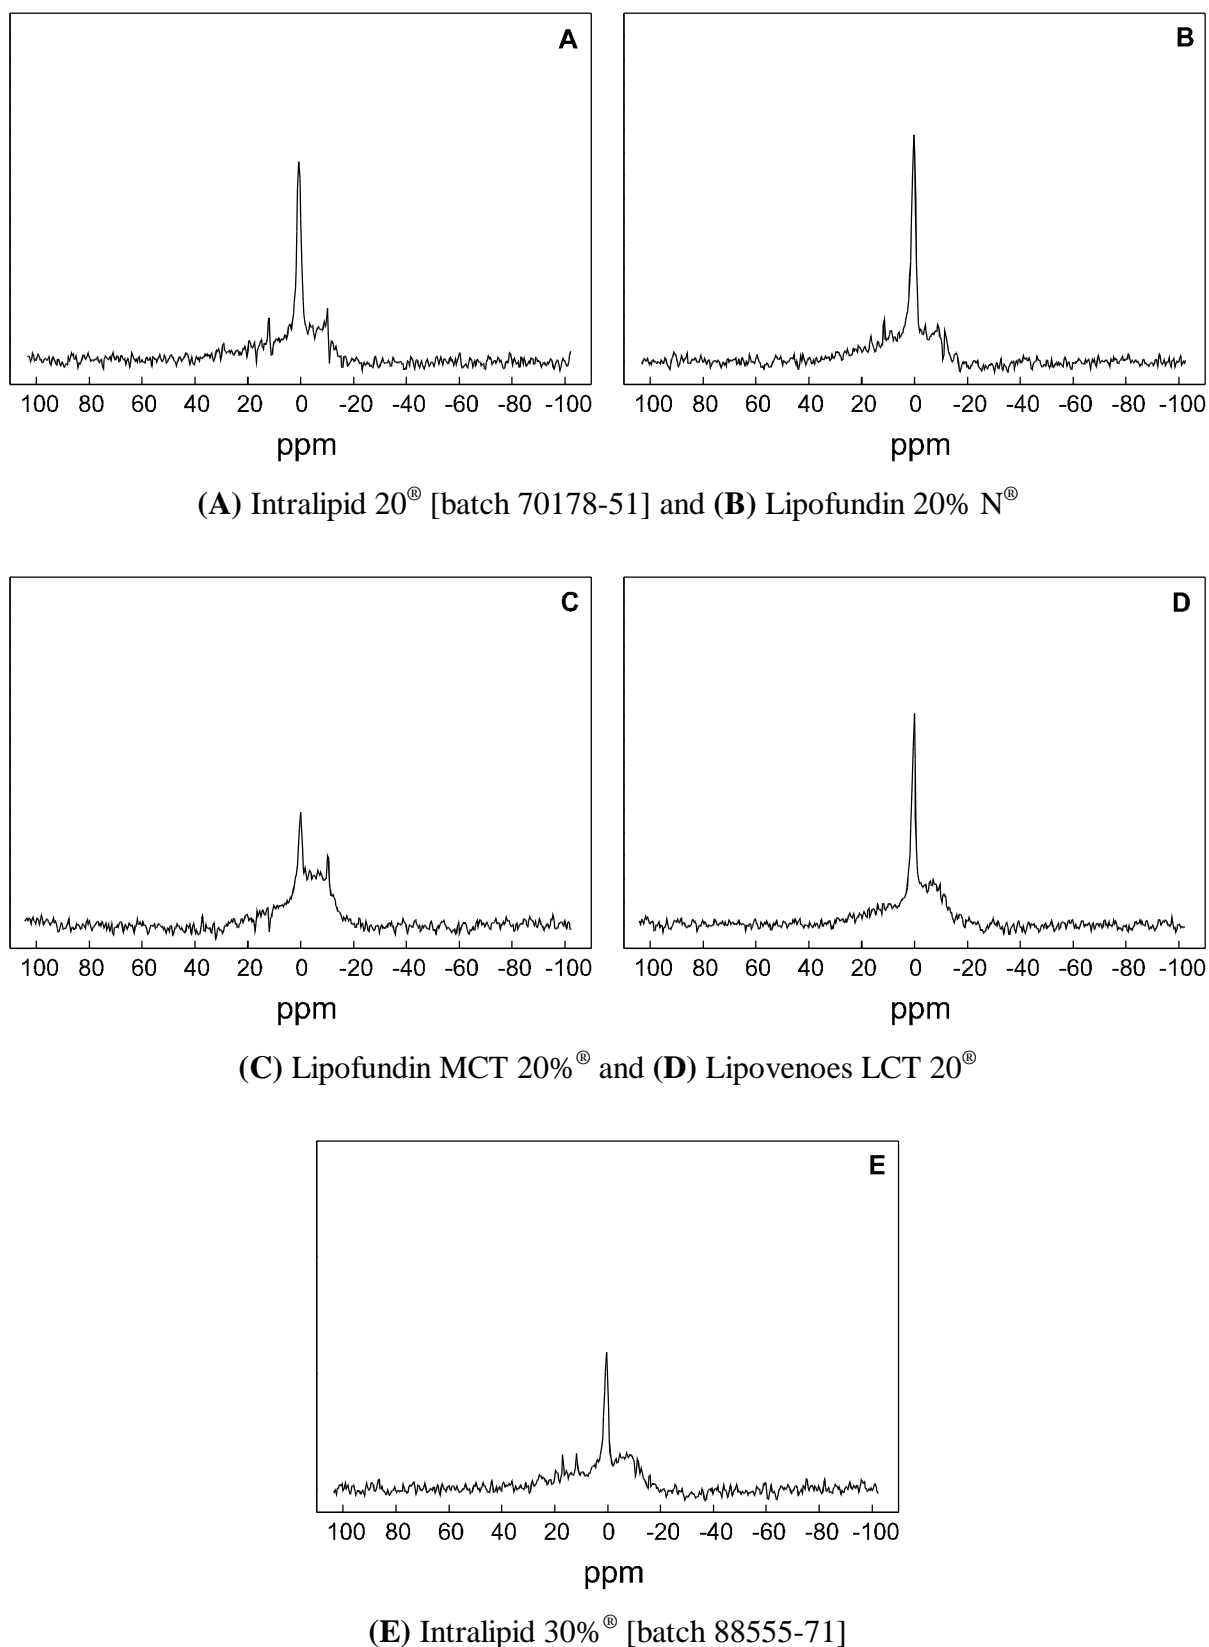 A
B
100 80 60 40 20 0 -20 -40 -60 -80 -100
100 80 60 40 20 0 -20 -40 -60 -80 -100
ppm
ppm
(A) Intralipid 20® [batch 70178-51] and (B) Lipofundin 20% N®
C
D
100 80 60 40 20 0 -20 -40 -60 -80 -100
100 80 60 40 20 0 -20 -40 -60 -80 -100
ppm
ppm
(C) Lipofundin MCT 20%® and (D) Lipovenoes LCT 20®
E
100 80 60 40 20 0 -20 -40 -60 -80 -100
ppm
(E) Intralipid 30%® [batch 88555-71]